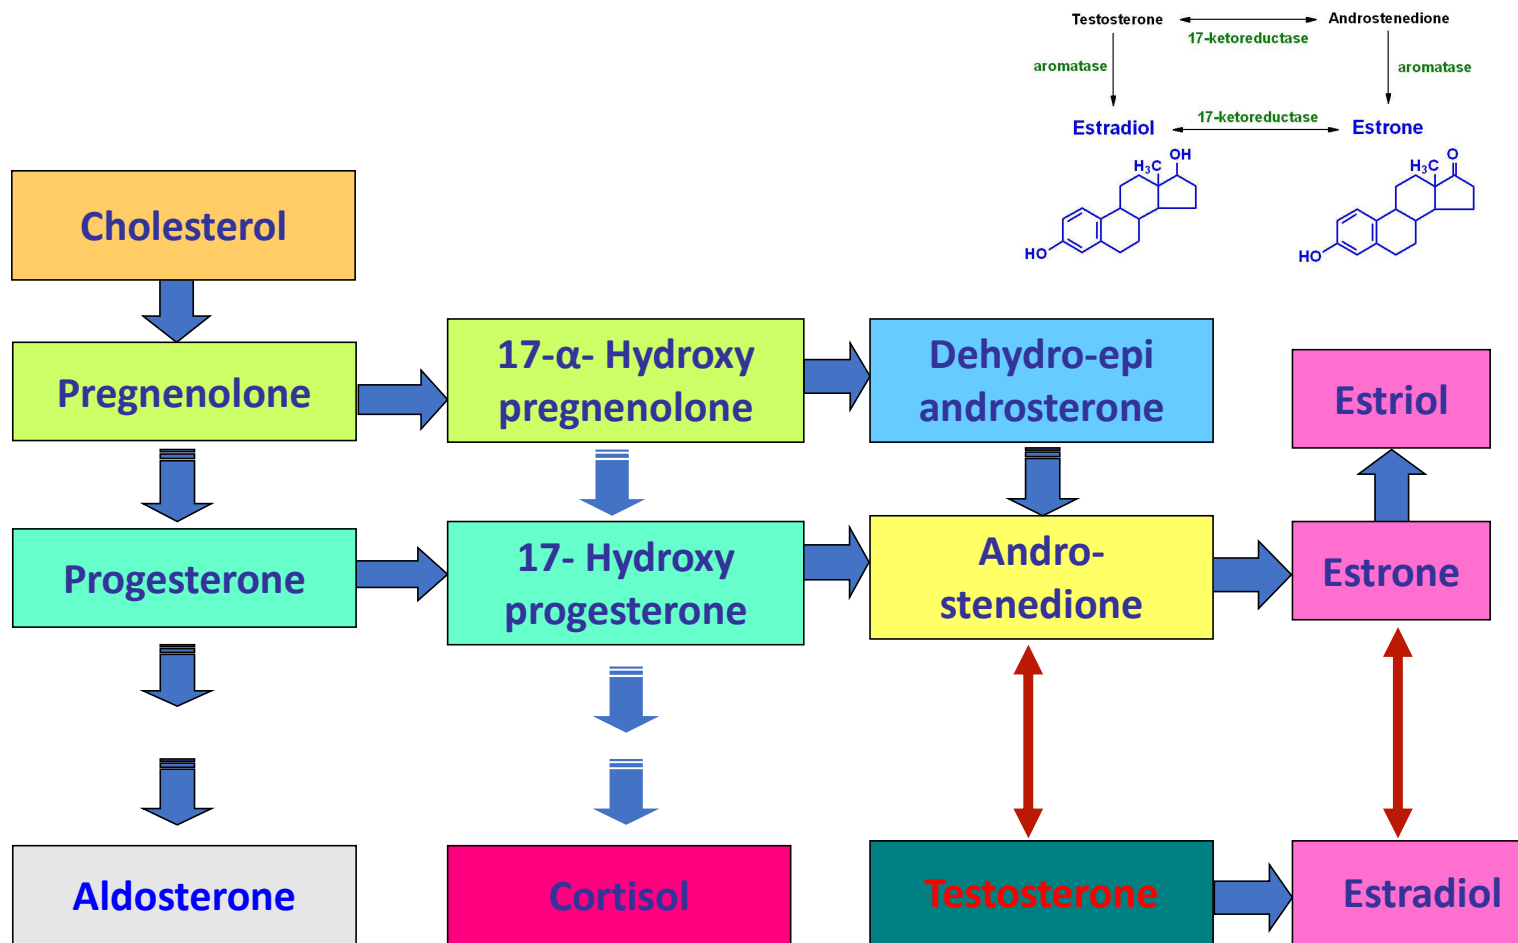 Testosterone
Androstenedione
17-ketoreductase
aromatase
aromatase
17-ketoreductase
Estradiol
Estrone
H₃C
OH
HO
H₃C
O
HO
Cholesterol
Pregnenolone
17-α- Hydroxy
pregnenolone
Dehydro-epi
androsterone
Estriol
Progesterone
17- Hydroxy
progesterone
Andro-
stenedione
Estrone
Aldosterone
Cortisol
Testosterone
Estradiol